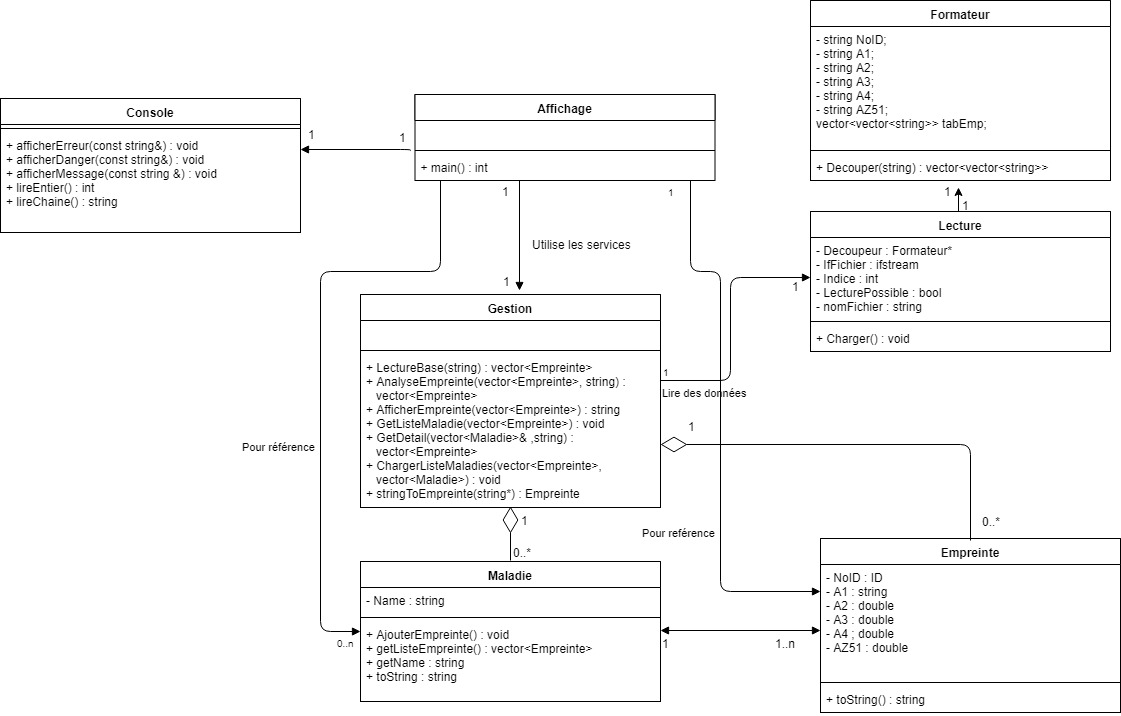 Formateur
- string NoID;
- string A1;
- string A2;
- string A3;
- string A4;
- string AZ51;
vector<vector<string>> tabEmp;
+ Decouper(string) : vector<vector<string>>
Console
+ afficherErreur(const string&) : void
+ afficherDanger(const string&) : void
+ afficherMessage(const string &) : void
+ lireEntier() : int
+ lireChaine() : string
1
1
Affichage
+ main() : int
1
1
1
1
Utilise les services
1
Lecture
- Decoupeur : Formateur*
- IfFichier : ifstream
- Indice : int
- LecturePossible : bool
- nomFichier : string
+ Charger() : void
1
Gestion
+ LectureBase(string) : vector<Empreinte>
+ AnalyseEmpreinte(vector<Empreinte>, string) :
vector<Empreinte>
+ AfficherEmpreinte(vector<Empreinte>) : string
+ GetListeMaladie(vector<Empreinte>) : void
+ GetDetail(vector<Maladie>& ,string) :
vector<Empreinte>
+ ChargerListeMaladies(vector<Empreinte>,
vector<Maladie>) : void
+ stringToEmpreinte(string*) : Empreinte
1
Lire des données
1
Pour référence
1
0..*
0..*
Pour reférence
Maladie
- Name : string
+ AjouterEmpreinte() : void
+ getListeEmpreinte() : vector<Empreinte>
+ getName : string
+ toString : string
0..n
1
1..n
Empreinte
- NoID : ID
- A1 : string
- A2 : double
- A3 : double
- A4 ; double
- AZ51 : double
+ toString() : string